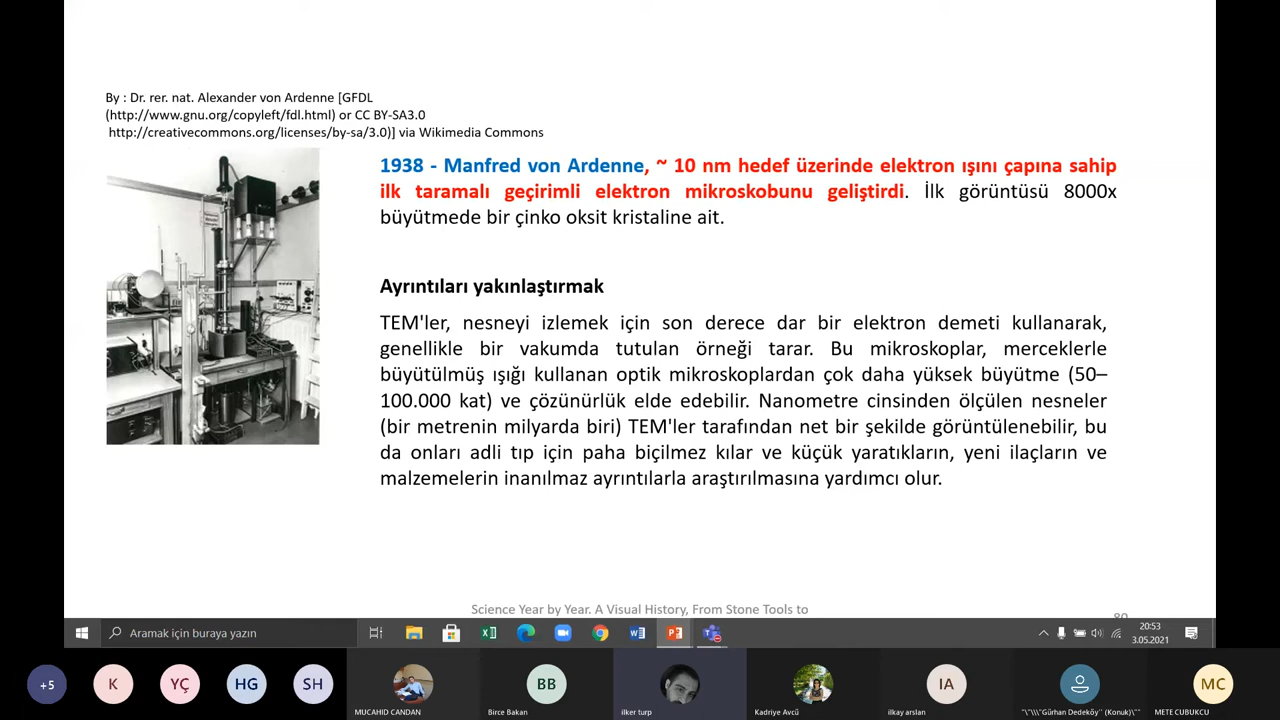 By : Dr. rer. nat. Alexander von Ardenne [GFDL
(http://www.gnu.org/copyleft/fdl.html) or CC BY-SA3.0
http://creativecommons.org/licenses/by-sa/3.0)] via Wikimedia Commons
1938 - Manfred von Ardenne, ~ 10 nm hedef üzerinde elektron ışını çapına sahip
ilk taramalı geçirimli elektron mikroskobunu geliştirdi. İlk görüntüsü 8000x
büyütmede bir çinko oksit kristaline ait.
Ayrıntıları yakınlaştırmak
TEM'ler, nesneyi izlemek için son derece dar bir elektron demeti kullanarak,
genellikle bir vakumda tutulan örneği tarar. Bu mikroskoplar, merceklerle
büyütülmüş ışığı kullanan optik mikroskoplardan çok daha yüksek büyütme (50–
100.000 kat) ve çözünürlük elde edebilir. Nanometre cinsinden ölçülen nesneler
(bir metrenin milyarda biri) TEM'ler tarafından net bir şekilde görüntülenebilir, bu
da onları adli tıp için paha biçilmez kılar ve küçük yaratıkların, yeni ilaçların ve
malzemelerin inanılmaz ayrıntılarla araştırılmasına yardımcı olur.
Science Year by Year. A Visual History, From Stone Tools to
80
Aramak için buraya yazın
20:53
3.05.2021
+5
K
YÇ
HG
SH
MUCAHID CANDAN
BB
Birce Bakan
ilker turp
Kadriye Avcû
IA
ilkay arslan
"\"\\\"Gürhan Dedeköy'' (Konuk)\""
MC
METE CUBUKCU